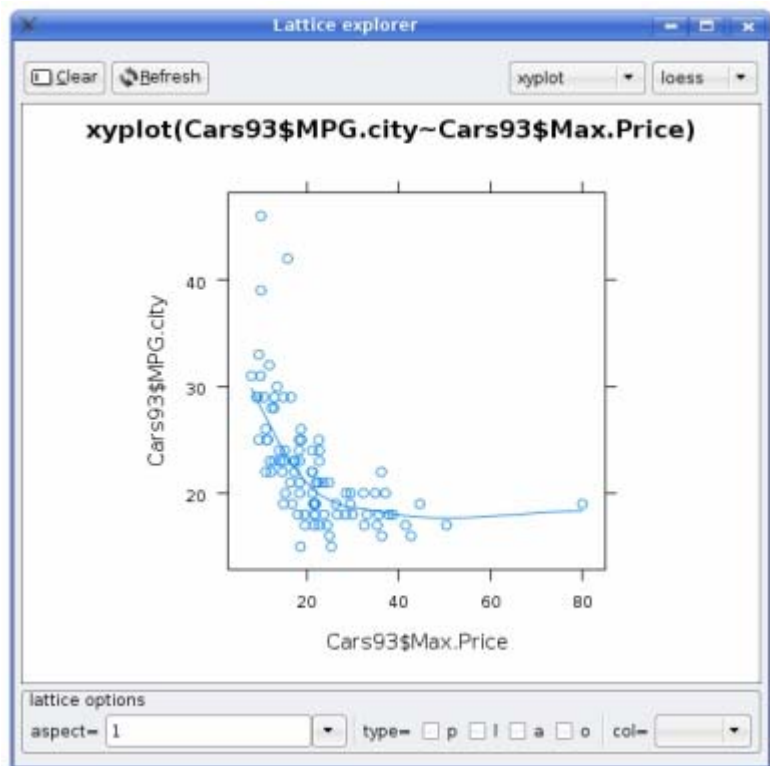 Lattice explorer
Clear Refresh xyplot loess
xyplot(Cars93$MPG.city~Cars93$Max.Price)
Cars93$MPG.city
40
30
20
20 40 60 80
Cars93$Max.Price
lattice options
aspect= 1 type= p l a o col=